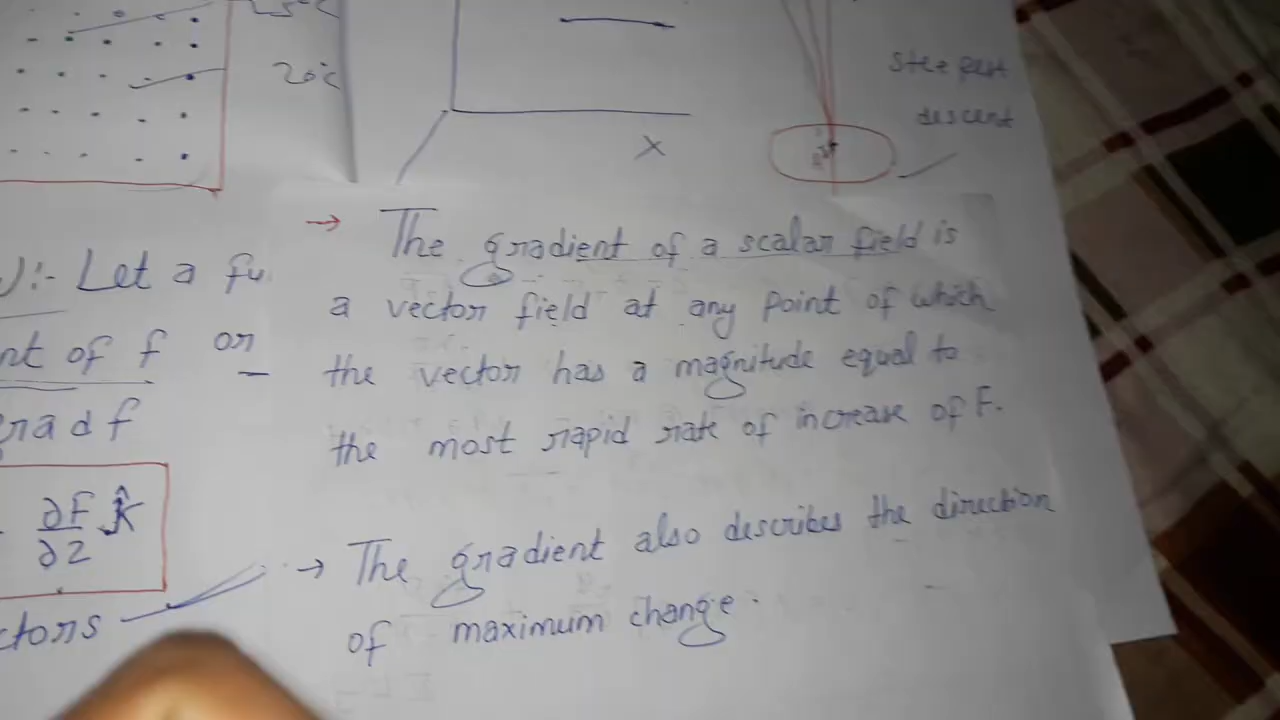 25°C
20°C
X
steepest
descent
→ The gradient of a scalar field is
a vector field at any point of which
the vector has a magnitude equal to
the most rapid rate of increase of F.
→ The gradient also describes the direction
of maximum change.
):- Let a fu
nt of f or
grad f
∂F/∂z k̂
ctors